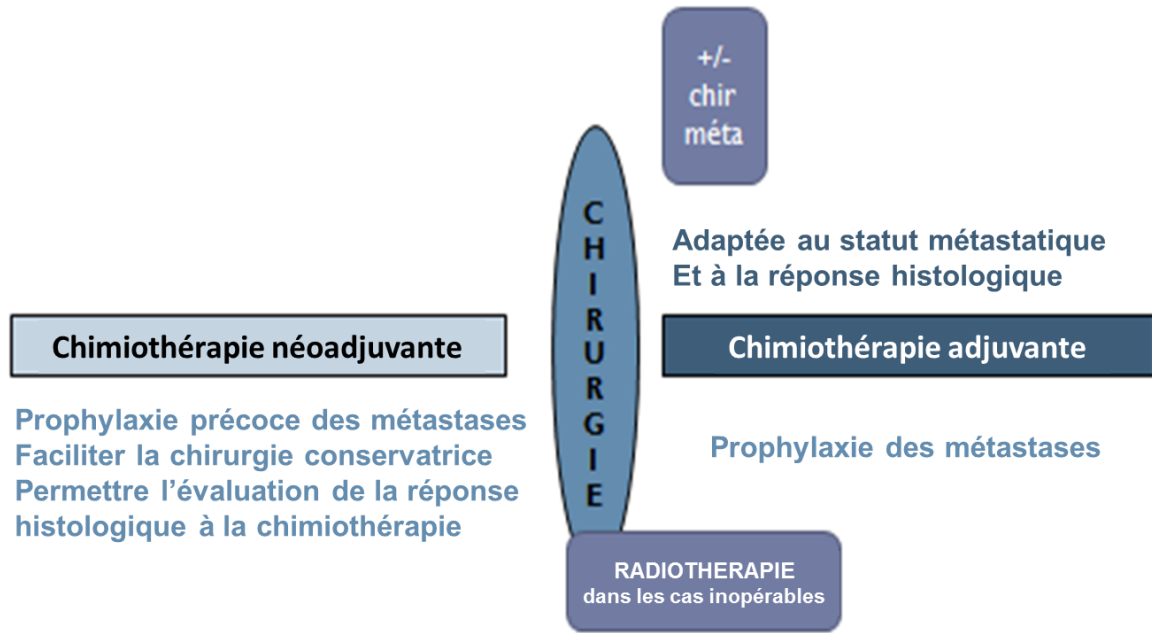 +/-
chir
méta
C
H
I
R
U
R
G
I
E
Adaptée au statut métastatique
Et à la réponse histologique
Chimiothérapie néoadjuvante
Chimiothérapie adjuvante
Prophylaxie précoce des métastases
Faciliter la chirurgie conservatrice
Permettre l’évaluation de la réponse
histologique à la chimiothérapie
Prophylaxie des métastases
RADIOTHERAPIE
dans les cas inopérables